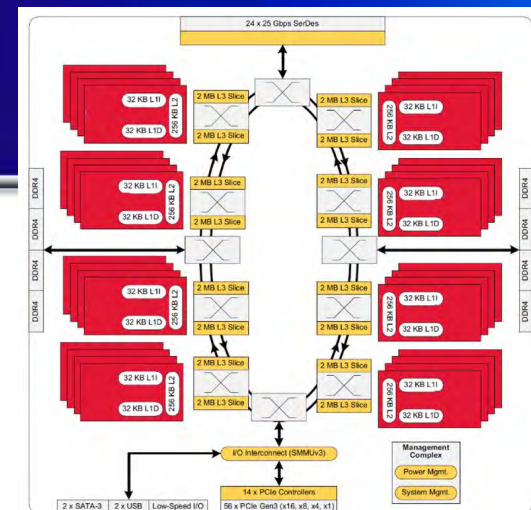 24 x 25 Gbps SerDes
32 KB L1I
32 KB L1D
256 KB L2
2 MB L3 Slice
2 MB L3 Slice
2 MB L3 Slice
2 MB L3 Slice
256 KB L2
32 KB L1I
32 KB L1D
32 KB L1I
32 KB L1D
256 KB L2
2 MB L3 Slice
2 MB L3 Slice
2 MB L3 Slice
2 MB L3 Slice
256 KB L2
32 KB L1I
32 KB L1D
DDR4
DDR4
DDR4
DDR4
DDR4
DDR4
DDR4
DDR4
32 KB L1I
32 KB L1D
256 KB L2
2 MB L3 Slice
2 MB L3 Slice
2 MB L3 Slice
2 MB L3 Slice
256 KB L2
32 KB L1I
32 KB L1D
32 KB L1I
32 KB L1D
256 KB L2
2 MB L3 Slice
2 MB L3 Slice
2 MB L3 Slice
2 MB L3 Slice
256 KB L2
32 KB L1I
32 KB L1D
I/O Interconnect (SMMUv3)
Management
Complex
Power Mgmt.
System Mgmt.
14 x PCIe Controllers
2 x SATA-3
2 x USB
Low-Speed I/O
56 x PCIe Gen3 (x16, x8, x4, x1)